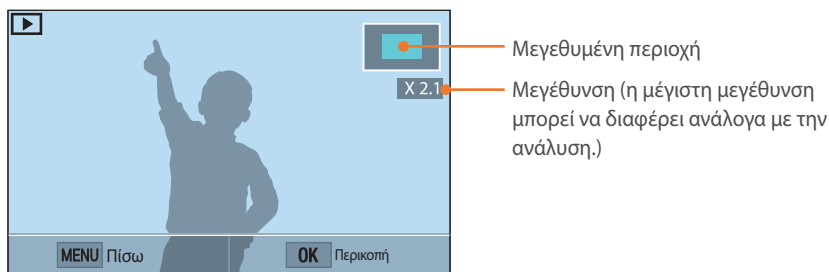 Μεγεθυμένη περιοχή
X 2.1
Μεγέθυνση (η μέγιστη μεγέθυνση
μπορεί να διαφέρει ανάλογα με την
ανάλυση.)
MENU Πίσω
OK Περικοπή